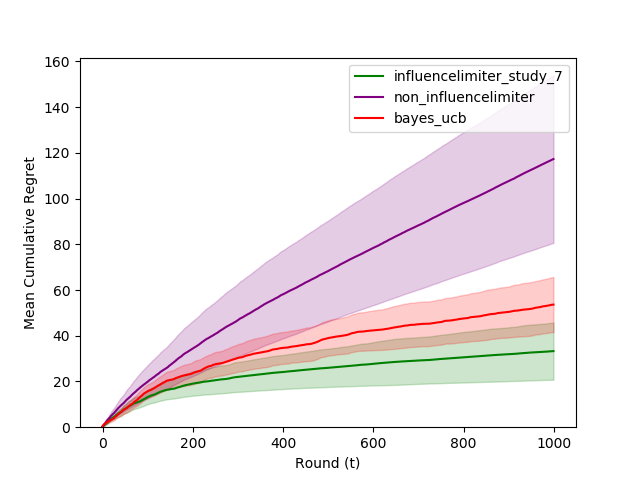 160
140
120
100
80
60
40
20
0
Mean Cumulative Regret
influencelimiter_study_7
non_influencelimiter
bayes_ucb
0 200 400 600 800 1000
Round (t)